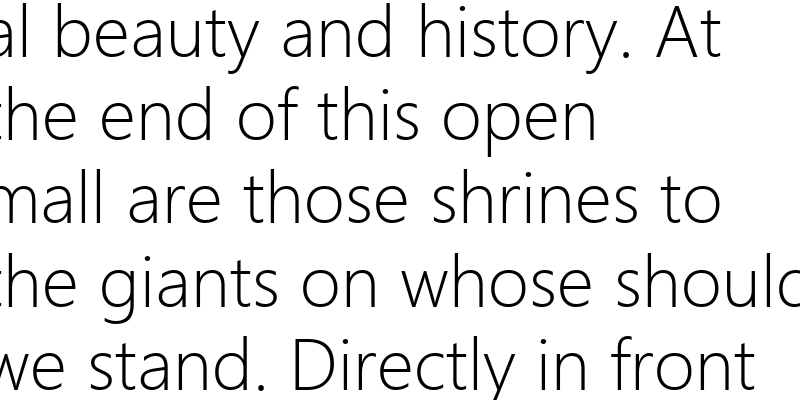 al beauty and history. At
the end of this open
mall are those shrines to
the giants on whose should
we stand. Directly in front